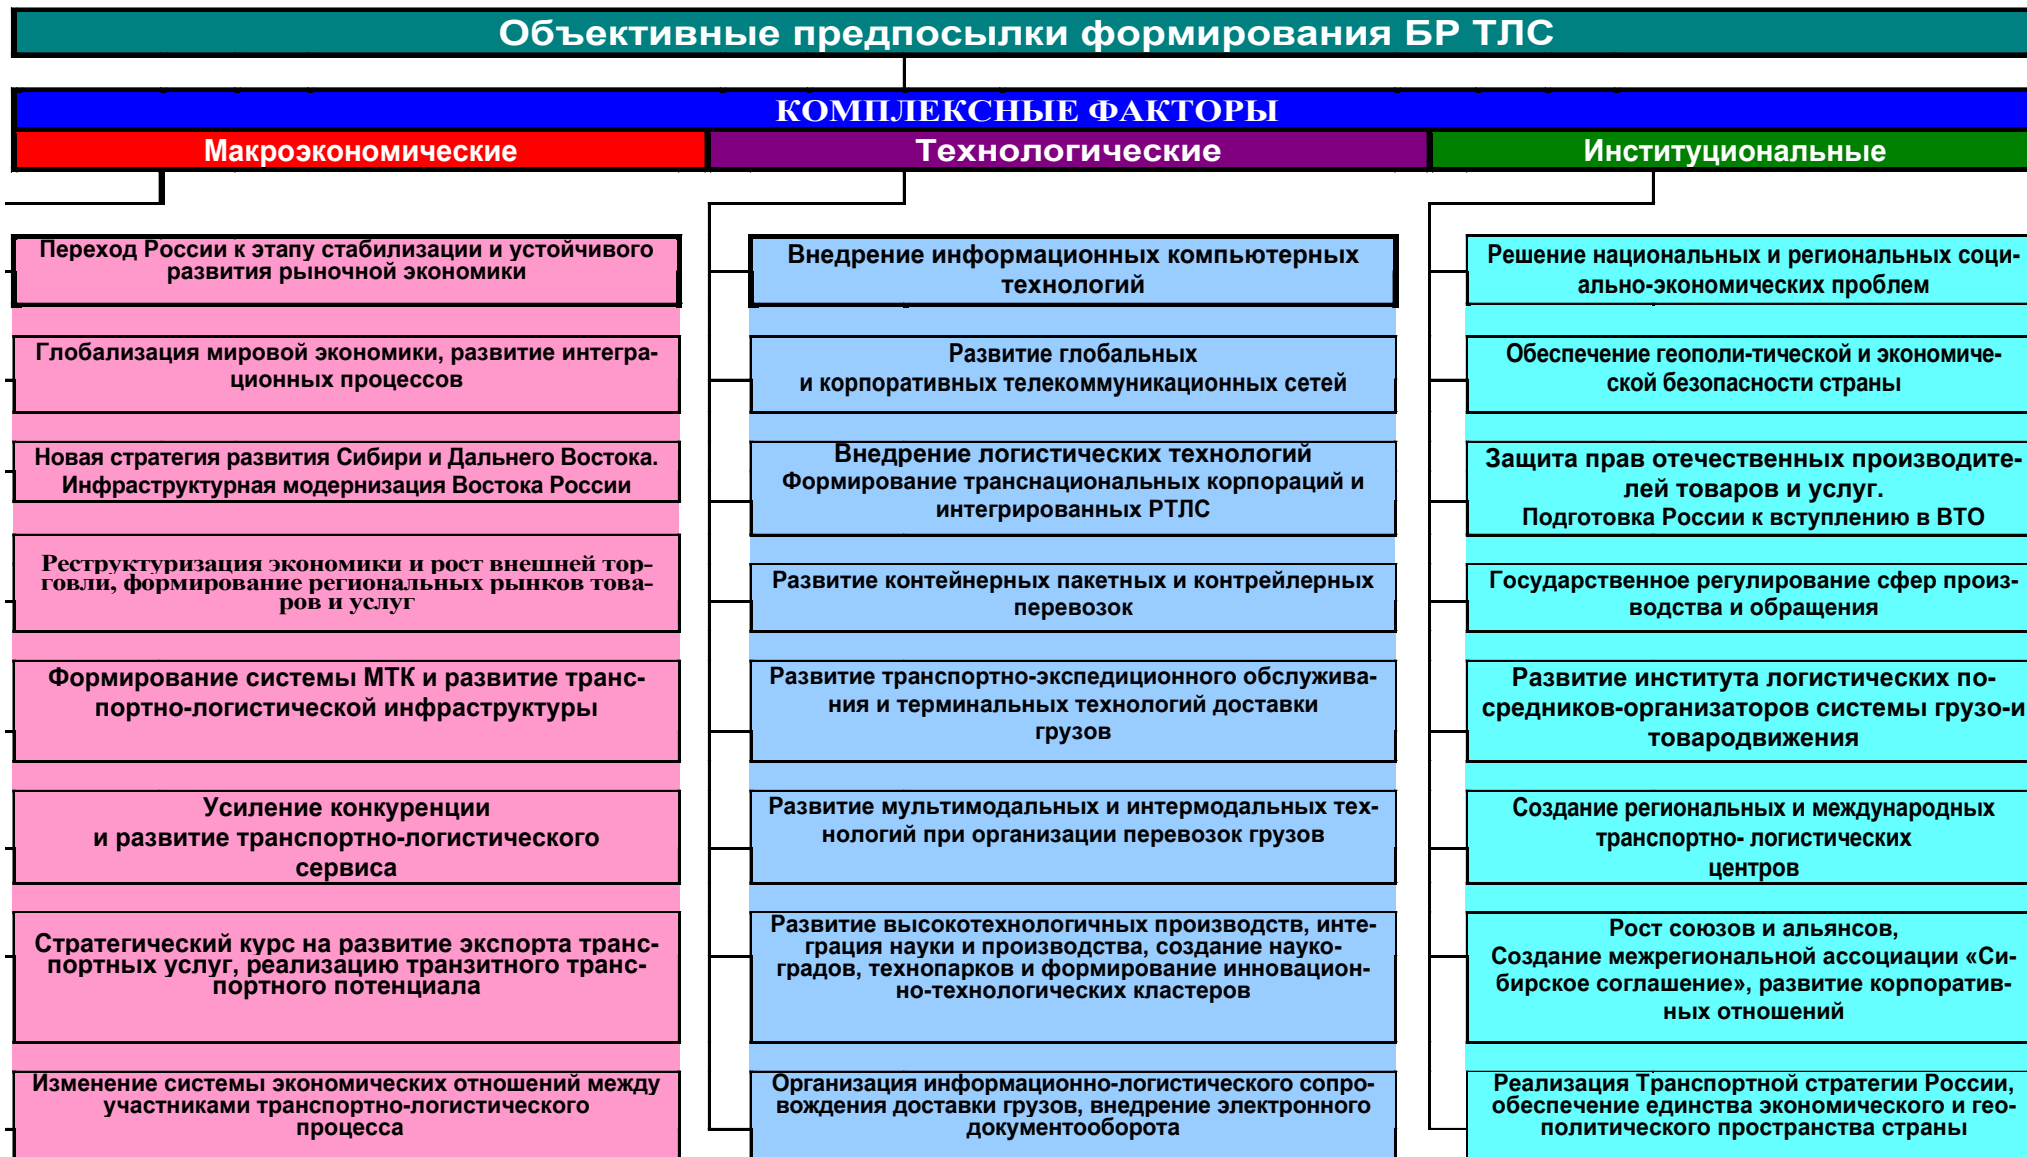 Объективные предпосылки формирования БР ТЛС
КОМПЛЕКСНЫЕ ФАКТОРЫ
Макроэкономические
Технологические
Институциональные
Переход России к этапу стабилизации и устойчивого
развития рыночной экономики
Глобализация мировой экономики, развитие интегра-
ционных процессов
Новая стратегия развития Сибири и Дальнего Востока.
Инфраструктурная модернизация Востока России
Реструктуризация экономики и рост внешней тор-
говли, формирование региональных рынков това-
ров и услуг
Формирование системы МТК и развитие транс-
портно-логистической инфраструктуры
Усиление конкуренции
и развитие транспортно-логистического
сервиса
Стратегический курс на развитие экспорта транс-
портных услуг, реализацию транзитного транс-
портного потенциала
Изменение системы экономических отношений между
участниками транспортно-логистического
процесса
Внедрение информационных компьютерных
технологий
Развитие глобальных
и корпоративных телекоммуникационных сетей
Внедрение логистических технологий
Формирование транснациональных корпораций и
интегрированных РТЛС
Развитие контейнерных пакетных и контрейлерных
перевозок
Развитие транспортно-экспедиционного обслужива-
ния и терминальных технологий доставки
грузов
Развитие мультимодальных и интермодальных тех-
нологий при организации перевозок грузов
Развитие высокотехнологичных производств, инте-
грация науки и производства, создание науко-
градов, технопарков и формирование инновацион-
но-технологических кластеров
Организация информационно-логистического сопро-
вождения доставки грузов, внедрение электронного
документооборота
Решение национальных и региональных соци-
ально-экономических проблем
Обеспечение геополи-тической и экономиче-
ской безопасности страны
Защита прав отечественных производите-
лей товаров и услуг.
Подготовка России к вступлению в ВТО
Государственное регулирование сфер произ-
водства и обращения
Развитие института логистических по-
средников-организаторов системы грузо-и
товародвижения
Создание региональных и международных
транспортно- логистических
центров
Рост союзов и альянсов,
Создание межрегиональной ассоциации «Си-
бирское соглашение», развитие корпоратив-
ных отношений
Реализация Транспортной стратегии России,
обеспечение единства экономического и гео-
политического пространства страны